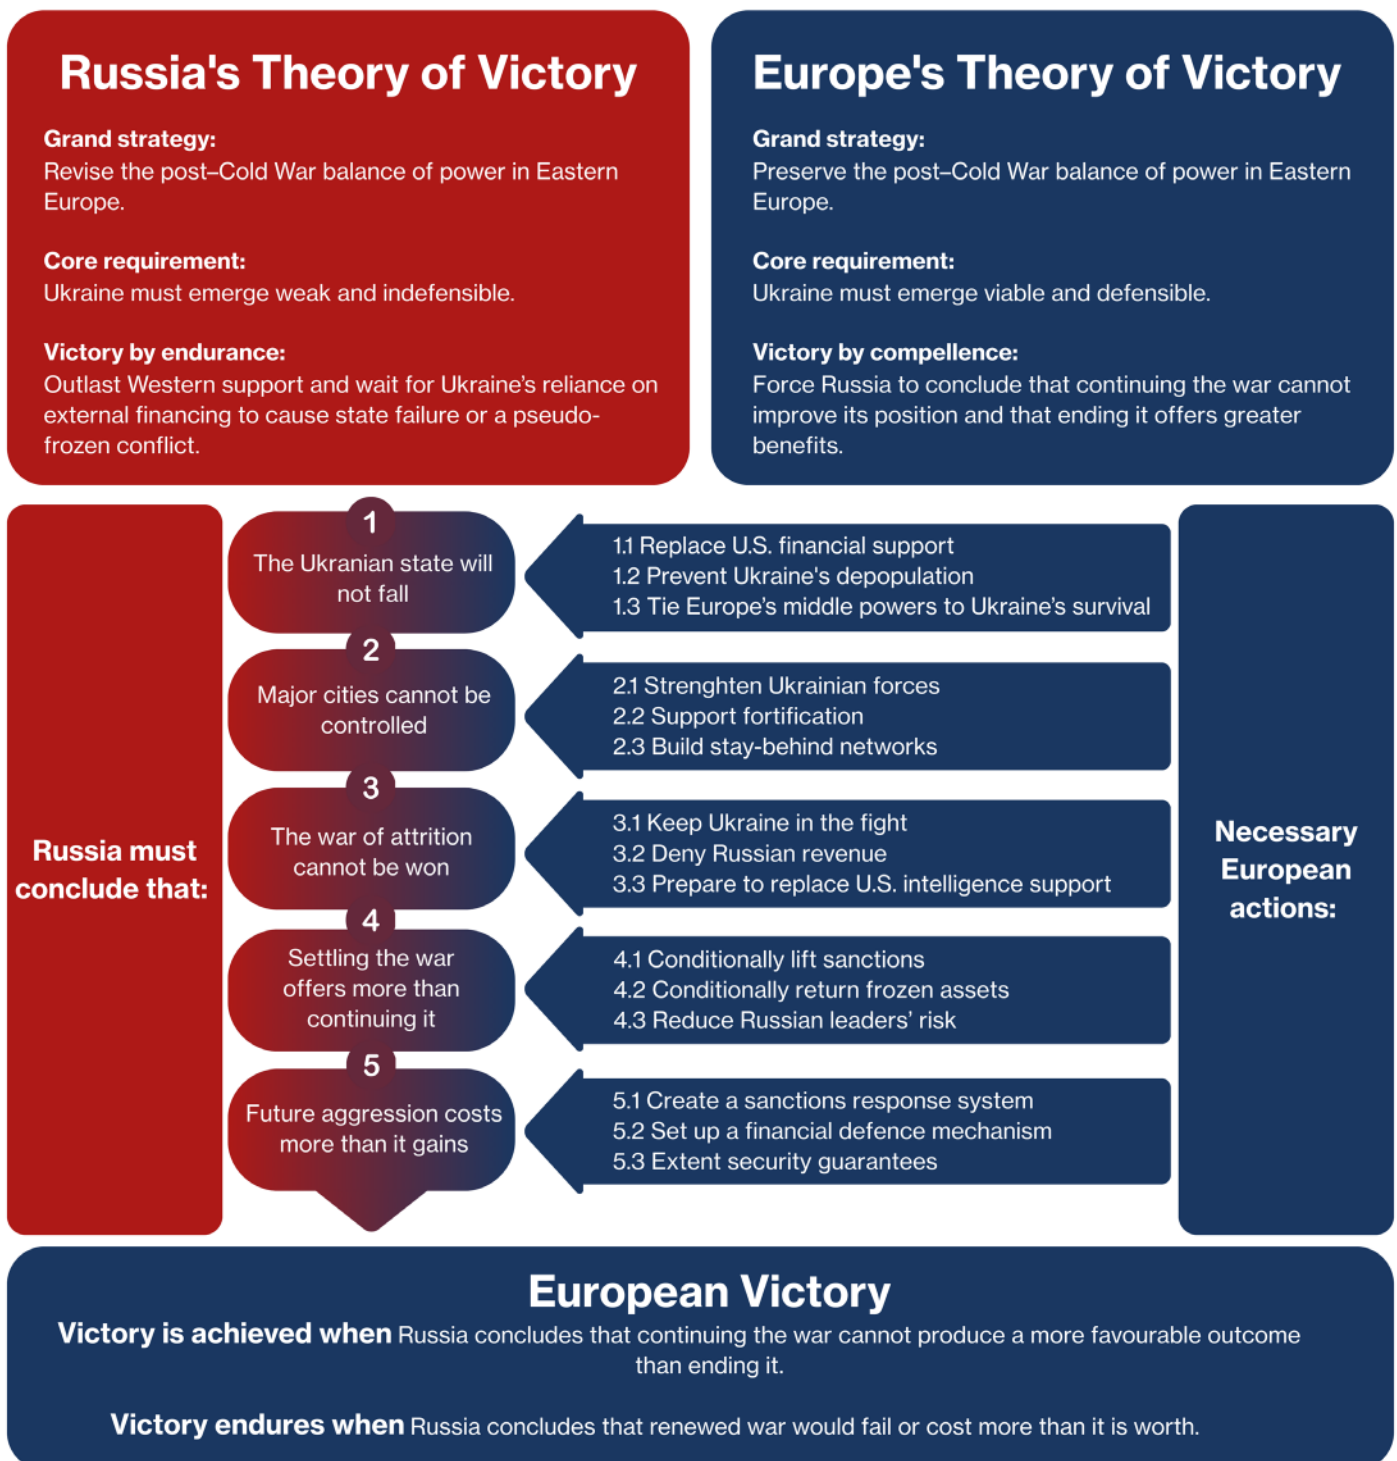 Russia's Theory of Victory
Grand strategy:
Revise the post–Cold War balance of power in Eastern
Europe.
Core requirement:
Ukraine must emerge weak and indefensible.
Victory by endurance:
Outlast Western support and wait for Ukraine’s reliance on
external financing to cause state failure or a pseudo-
frozen conflict.
Europe's Theory of Victory
Grand strategy:
Preserve the post–Cold War balance of power in Eastern
Europe.
Core requirement:
Ukraine must emerge viable and defensible.
Victory by compellence:
Force Russia to conclude that continuing the war cannot
improve its position and that ending it offers greater
benefits.
Russia must
conclude that:
1
The Ukranian state will
not fall
1.1 Replace U.S. financial support
1.2 Prevent Ukraine's depopulation
1.3 Tie Europe’s middle powers to Ukraine’s survival
2
Major cities cannot be
controlled
2.1 Strenghten Ukrainian forces
2.2 Support fortification
2.3 Build stay-behind networks
3
The war of attrition
cannot be won
3.1 Keep Ukraine in the fight
3.2 Deny Russian revenue
3.3 Prepare to replace U.S. intelligence support
4
Settling the war
offers more than
continuing it
4.1 Conditionally lift sanctions
4.2 Conditionally return frozen assets
4.3 Reduce Russian leaders’ risk
5
Future aggression costs
more than it gains
5.1 Create a sanctions response system
5.2 Set up a financial defence mechanism
5.3 Extent security guarantees
Necessary
European
actions:
European Victory
Victory is achieved when Russia concludes that continuing the war cannot produce a more favourable outcome
than ending it.
Victory endures when Russia concludes that renewed war would fail or cost more than it is worth.